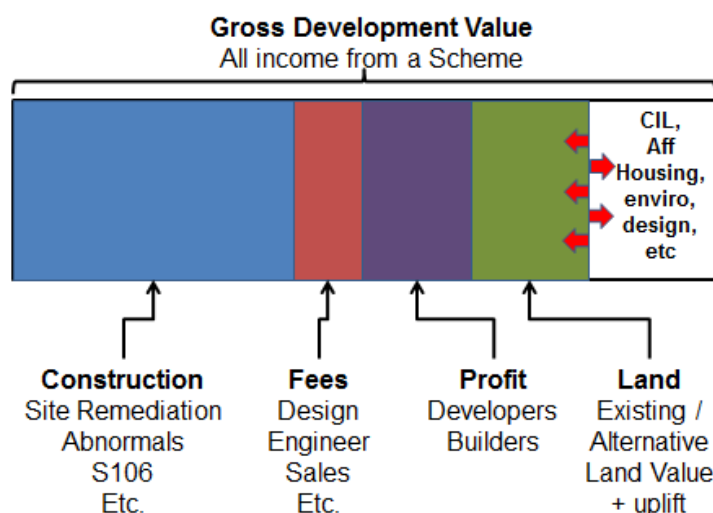 Gross Development Value
All income from a Scheme
CIL,
Aff
Housing,
enviro,
design,
etc
Construction
Site Remediation
Abnormals
S106
Etc.
Fees
Design
Engineer
Sales
Etc.
Profit
Developers
Builders
Land
Existing /
Alternative
Land Value
+ uplift